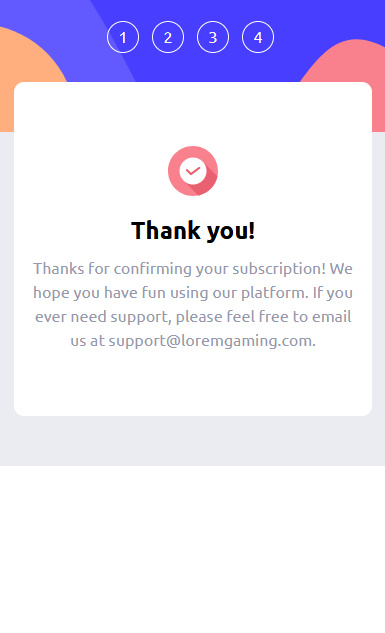 1 2 3 4
Thank you!
Thanks for confirming your subscription! We
hope you have fun using our platform. If you
ever need support, please feel free to email
us at support@loremgaming.com.